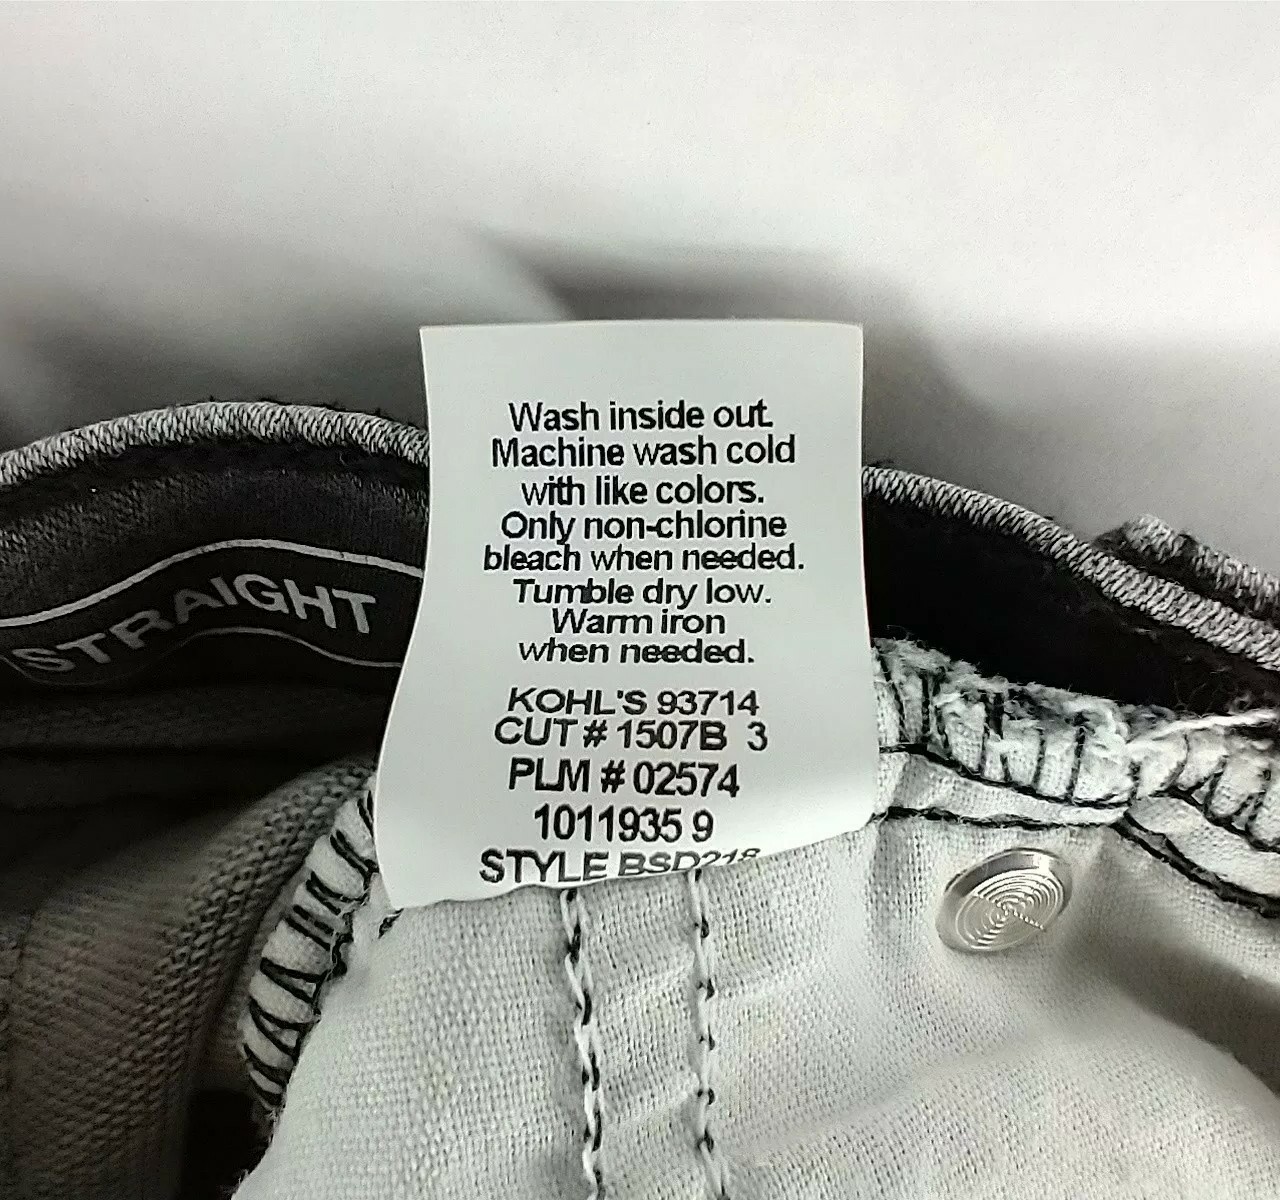 Wash inside out.
Machine wash cold
with like colors.
Only non-chlorine
bleach when needed.
Tumble dry low.
Warm iron
when needed.
KOHL'S 93714
CUT # 1507B 3
PLM # 02574
1011935 9
STYLE BSD218
STRAIGHT